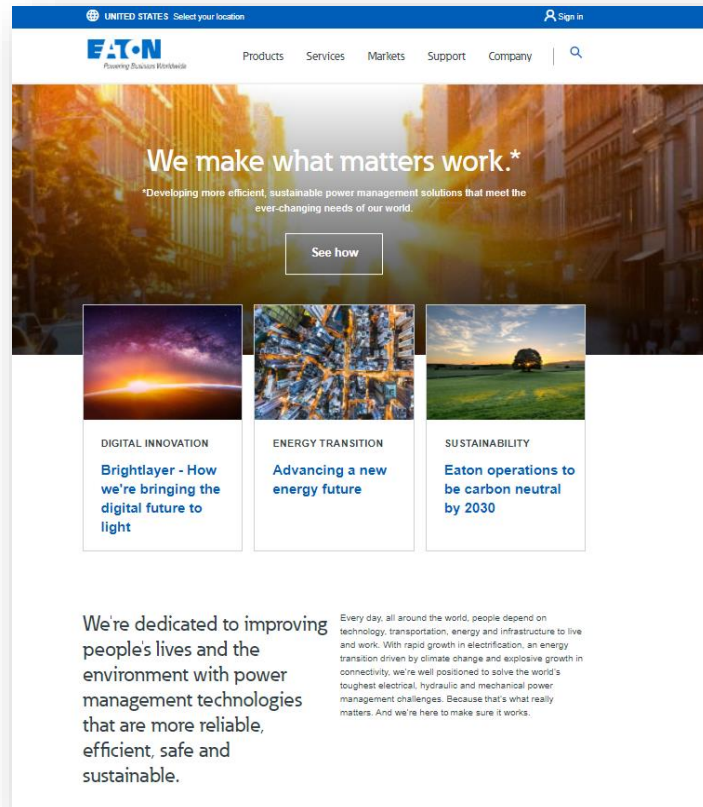 UNITED STATES Select your location
Sign in
EATON
Powering Business Worldwide
Products Services Markets Support Company
We make what matters work.*
*Developing more efficient, sustainable power management solutions that meet the
ever-changing needs of our world.
See how
DIGITAL INNOVATION
Brightlayer - How
we're bringing the
digital future to
light
ENERGY TRANSITION
Advancing a new
energy future
SUSTAINABILITY
Eaton operations to
be carbon neutral
by 2030
We're dedicated to improving
people's lives and the
environment with power
management technologies
that are more reliable,
efficient, safe and
sustainable.
Every day, all around the world, people depend on
technology, transportation, energy and infrastructure to live
and work. With rapid growth in electrification, an energy
transition driven by climate change and explosive growth in
connectivity, we're well positioned to solve the world's
toughest electrical, hydraulic and mechanical power
management challenges. Because that's what really
matters. And we're here to make sure it works.